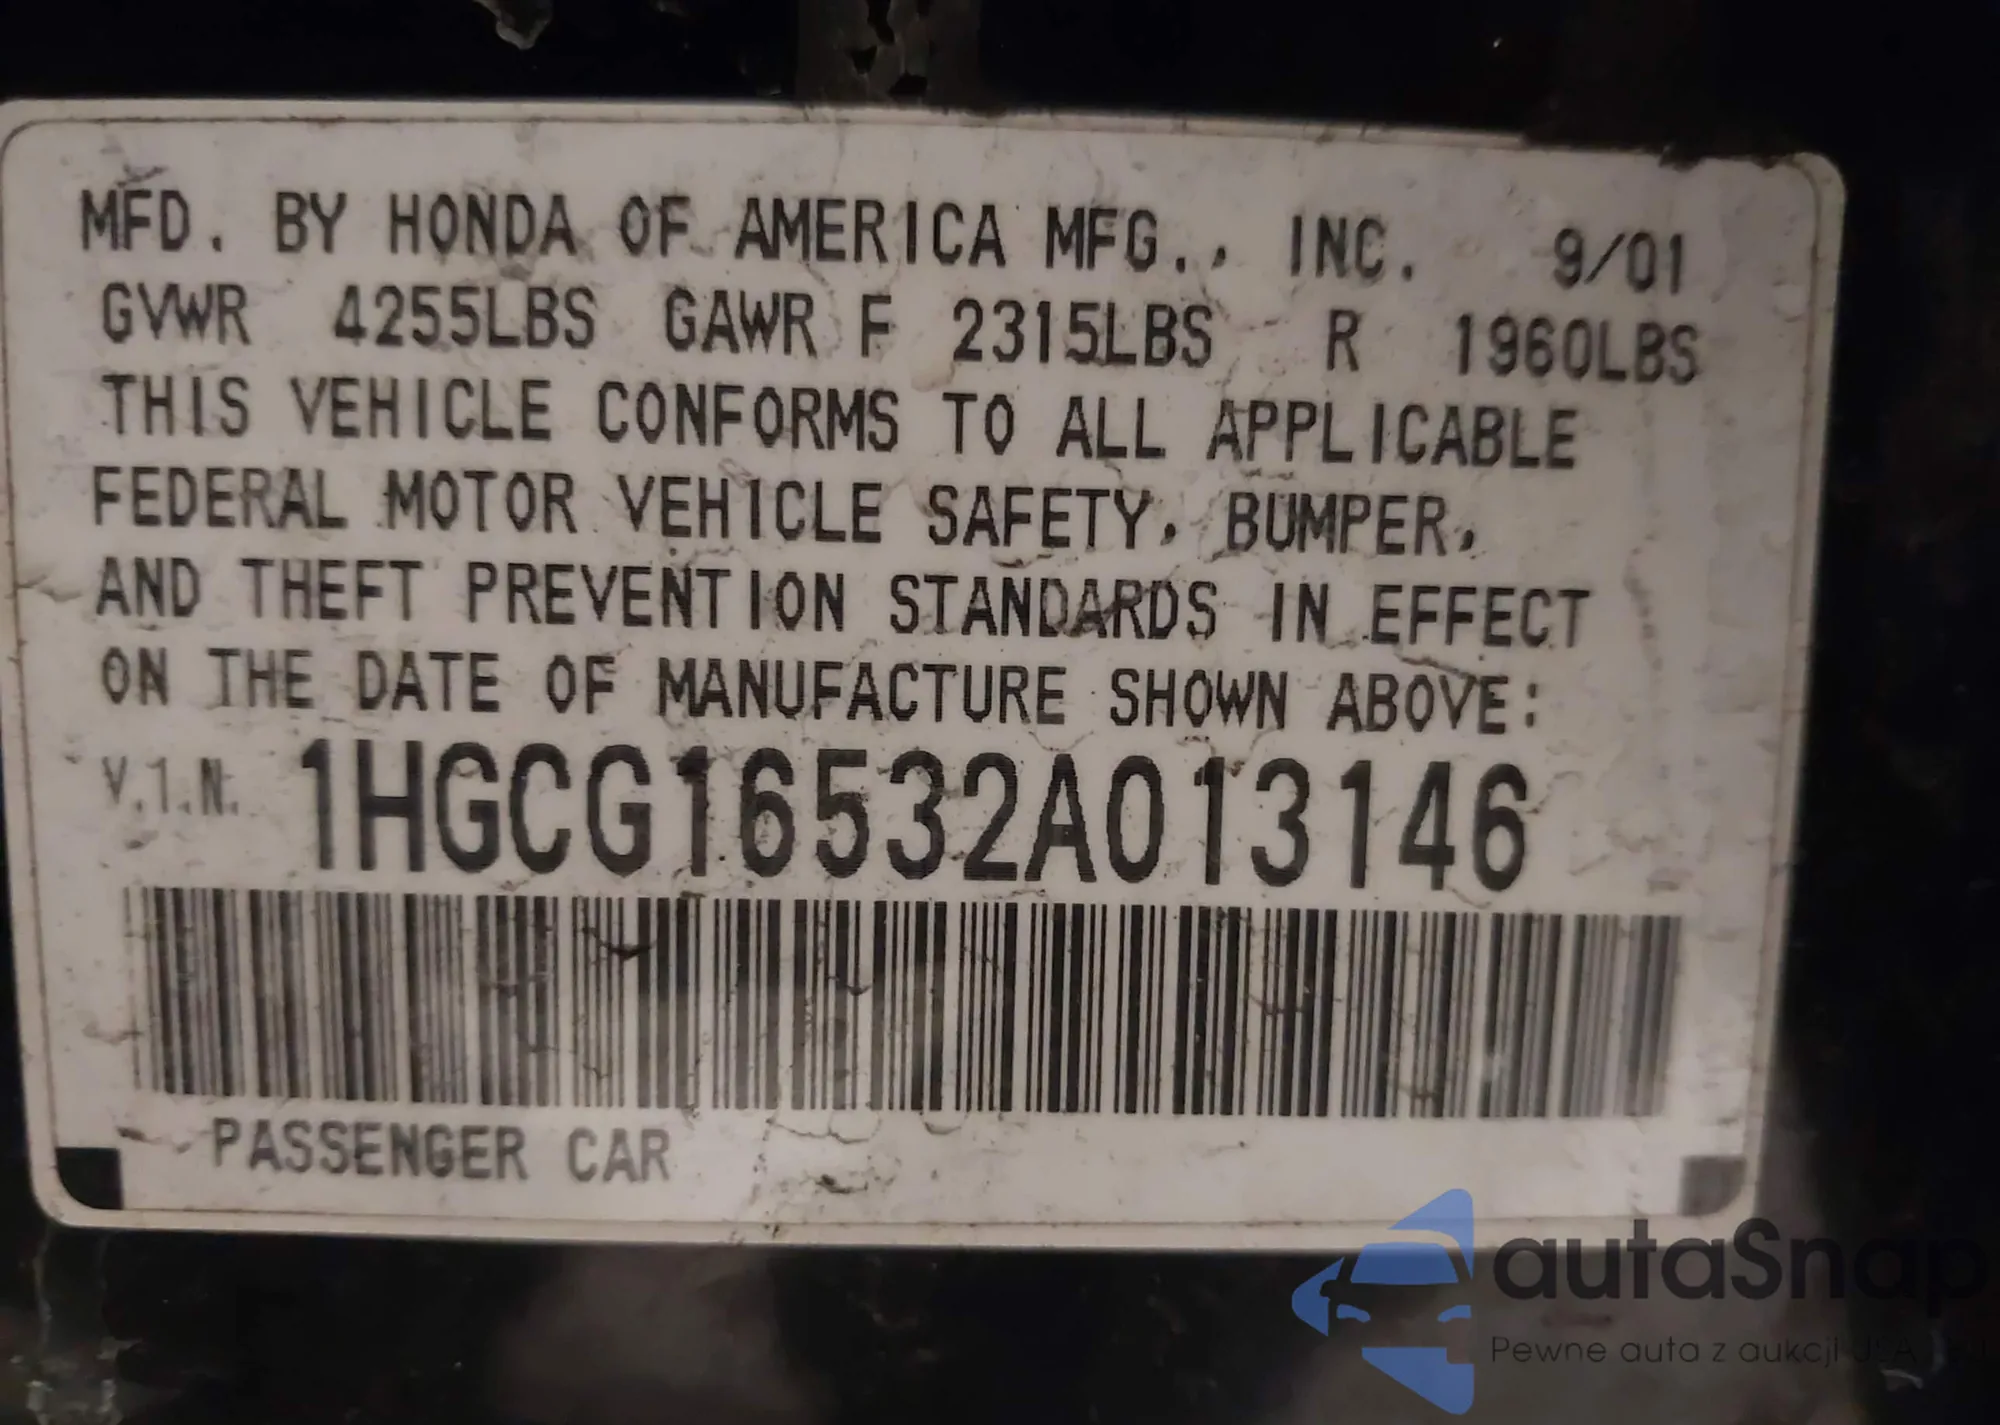 MFD. BY HONDA OF AMERICA MFG., INC. 9/01
GVWR 4255LBS GAWR F 2315LBS R 1960LBS
THIS VEHICLE CONFORMS TO ALL APPLICABLE
FEDERAL MOTOR VEHICLE SAFETY, BUMPER,
AND THEFT PREVENTION STANDARDS IN EFFECT
ON THE DATE OF MANUFACTURE SHOWN ABOVE:
V.I.N. 1HGCG16532A013146
PASSENGER CAR
autaSnap
Pewne auta z aukcji